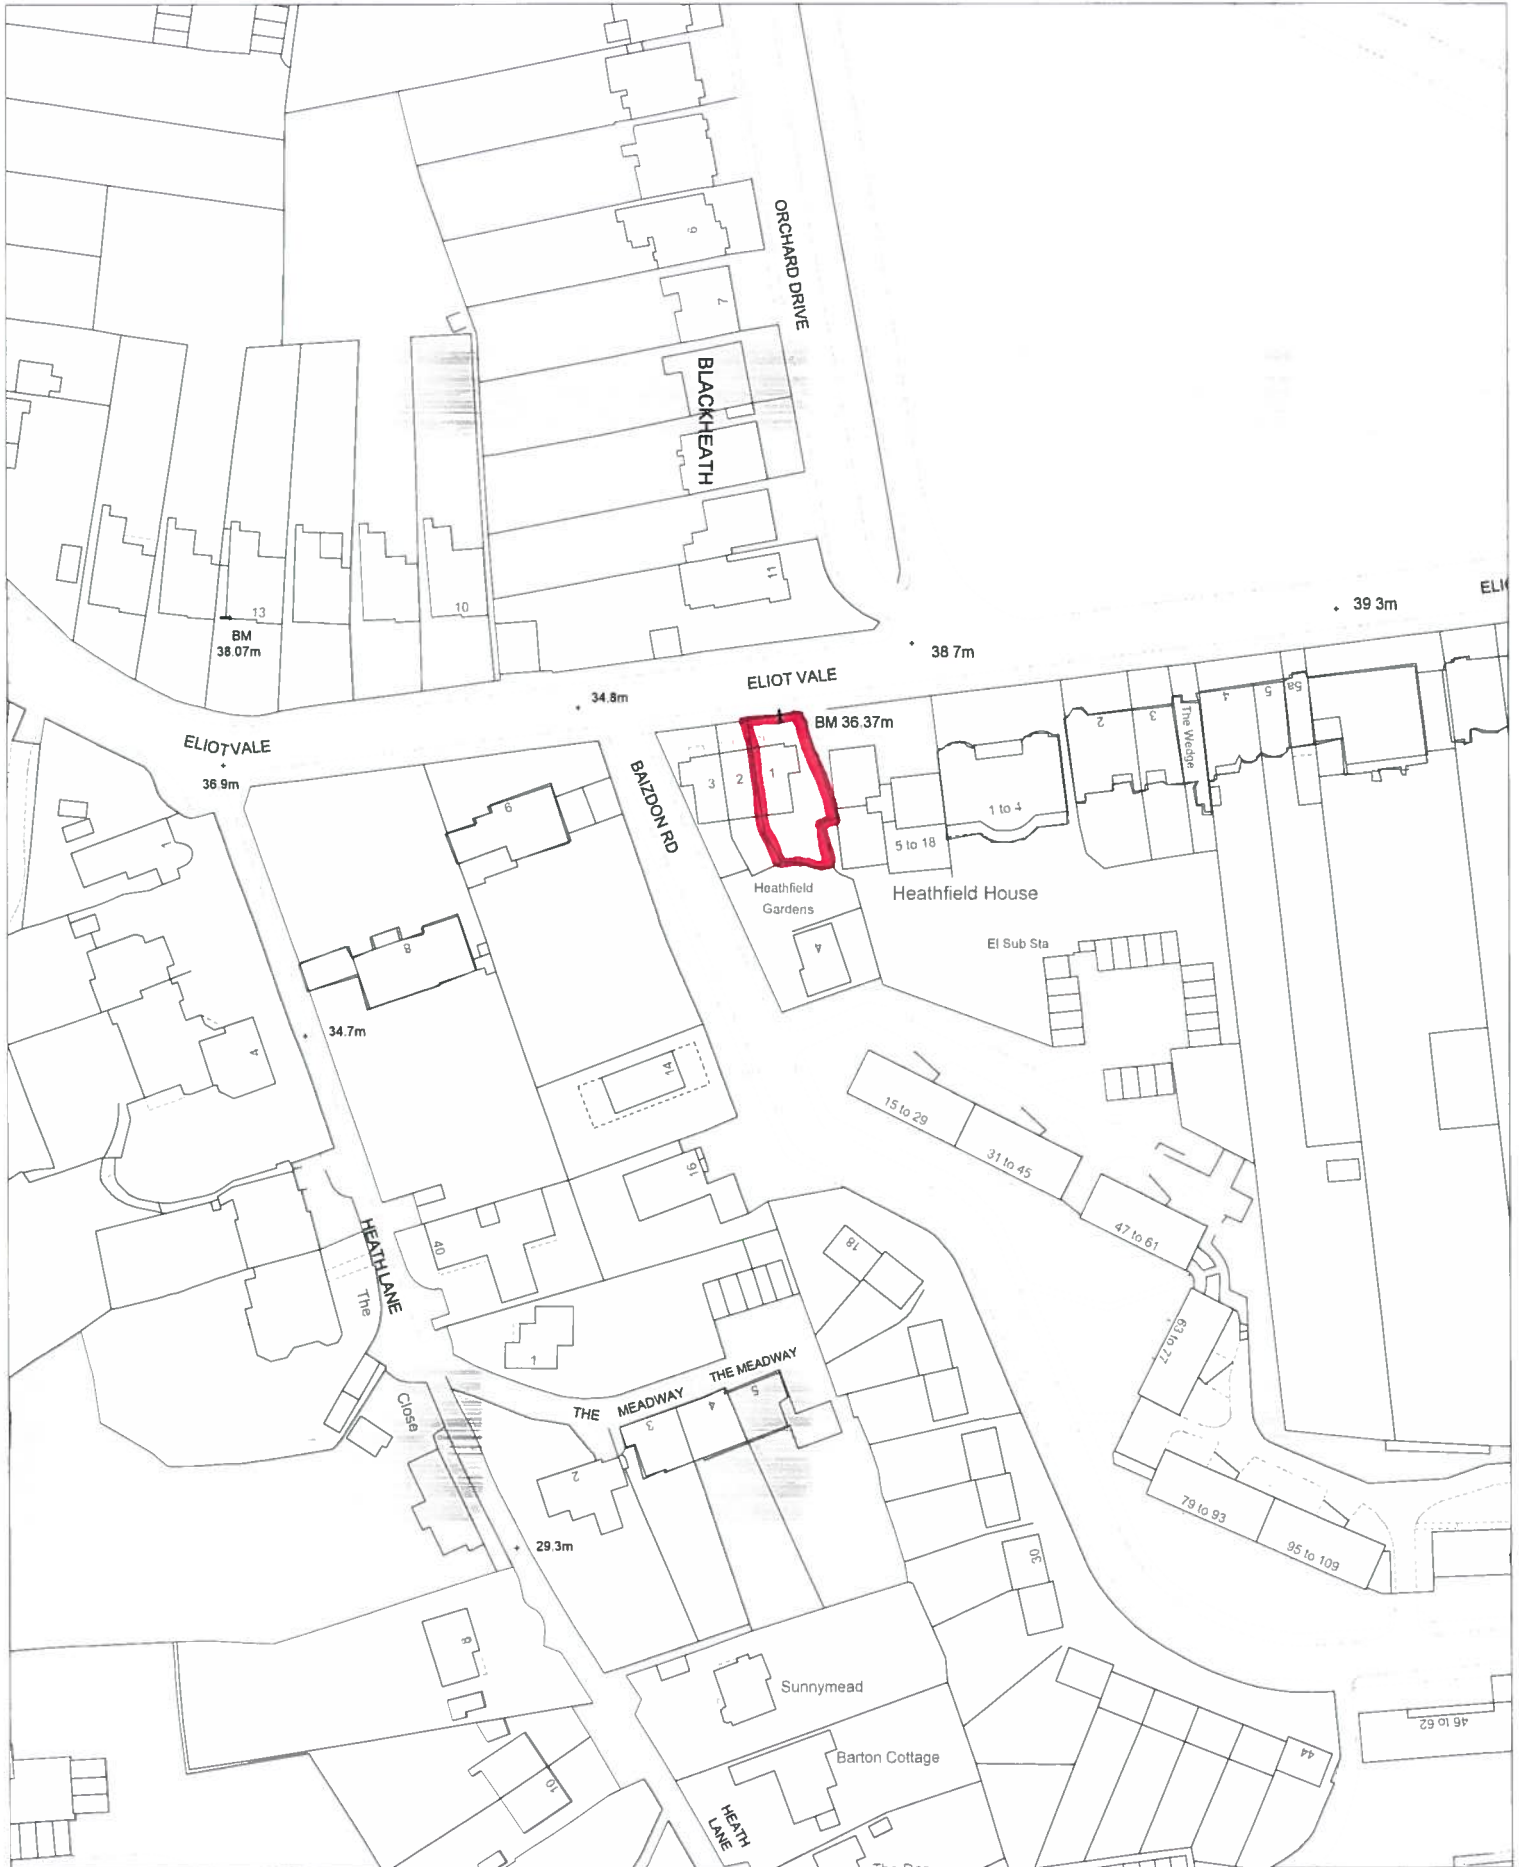 ORCHARD DRIVE
9
7
BLACKHEATH
11
13
10
BM
38.07m
39 3m
38 7m
ELIOT VALE
34.8m
BM 36.37m
ELIOT VALE
36.9m
BAIZDON RD
3
2
1
2
3
The Wedge
4
5
5a
1 to 4
5 to 18
9
Heathfield
Gardens
Heathfield House
El Sub Sta
4
8
1
34.7m
4
14
15 to 29
31 to 45
47 to 61
16
18
40
HEATH LANE
The
Close
1
63 to 77
THE MEADWAY
THE MEADWAY
5
4
3
2
79 to 93
95 to 109
29.3m
30
8
Sunnymead
46 to 62
Barton Cottage
44
10
HEATH
LANE